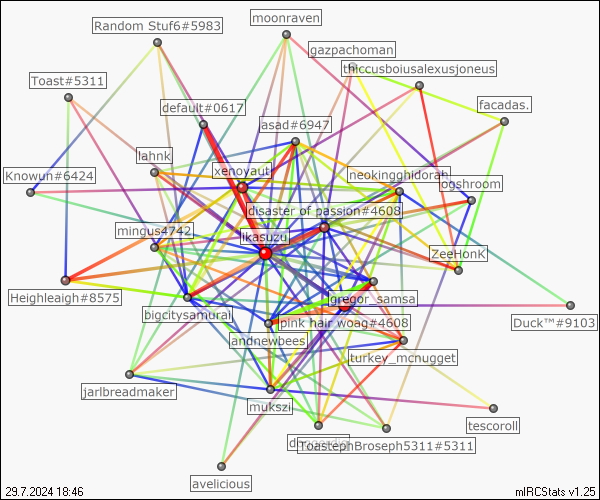 moonraven
Random Stuf6#5983
gazpachoman
thiccusboiusalexusjoneus
Toast#5311
default#0617
facadas.
asad#6947
lahnk
xenoyaut
neokingghidorah
Knowun#6424
ogshroom
disaster of passion#4608
mingus4742
ikasuzu
ZeeHonk
Heighleaigh#8575
gregor_samsa
bigcitysamurai
pink hair woag#4608
Duck™#9103
andnewbees
turkey_mcnugget
jarlbreadmaker
mukszi
tescoroll
ToastephBroseph5311#5311
avelicious
29.7.2024 18:46
mIRCStats v1.25